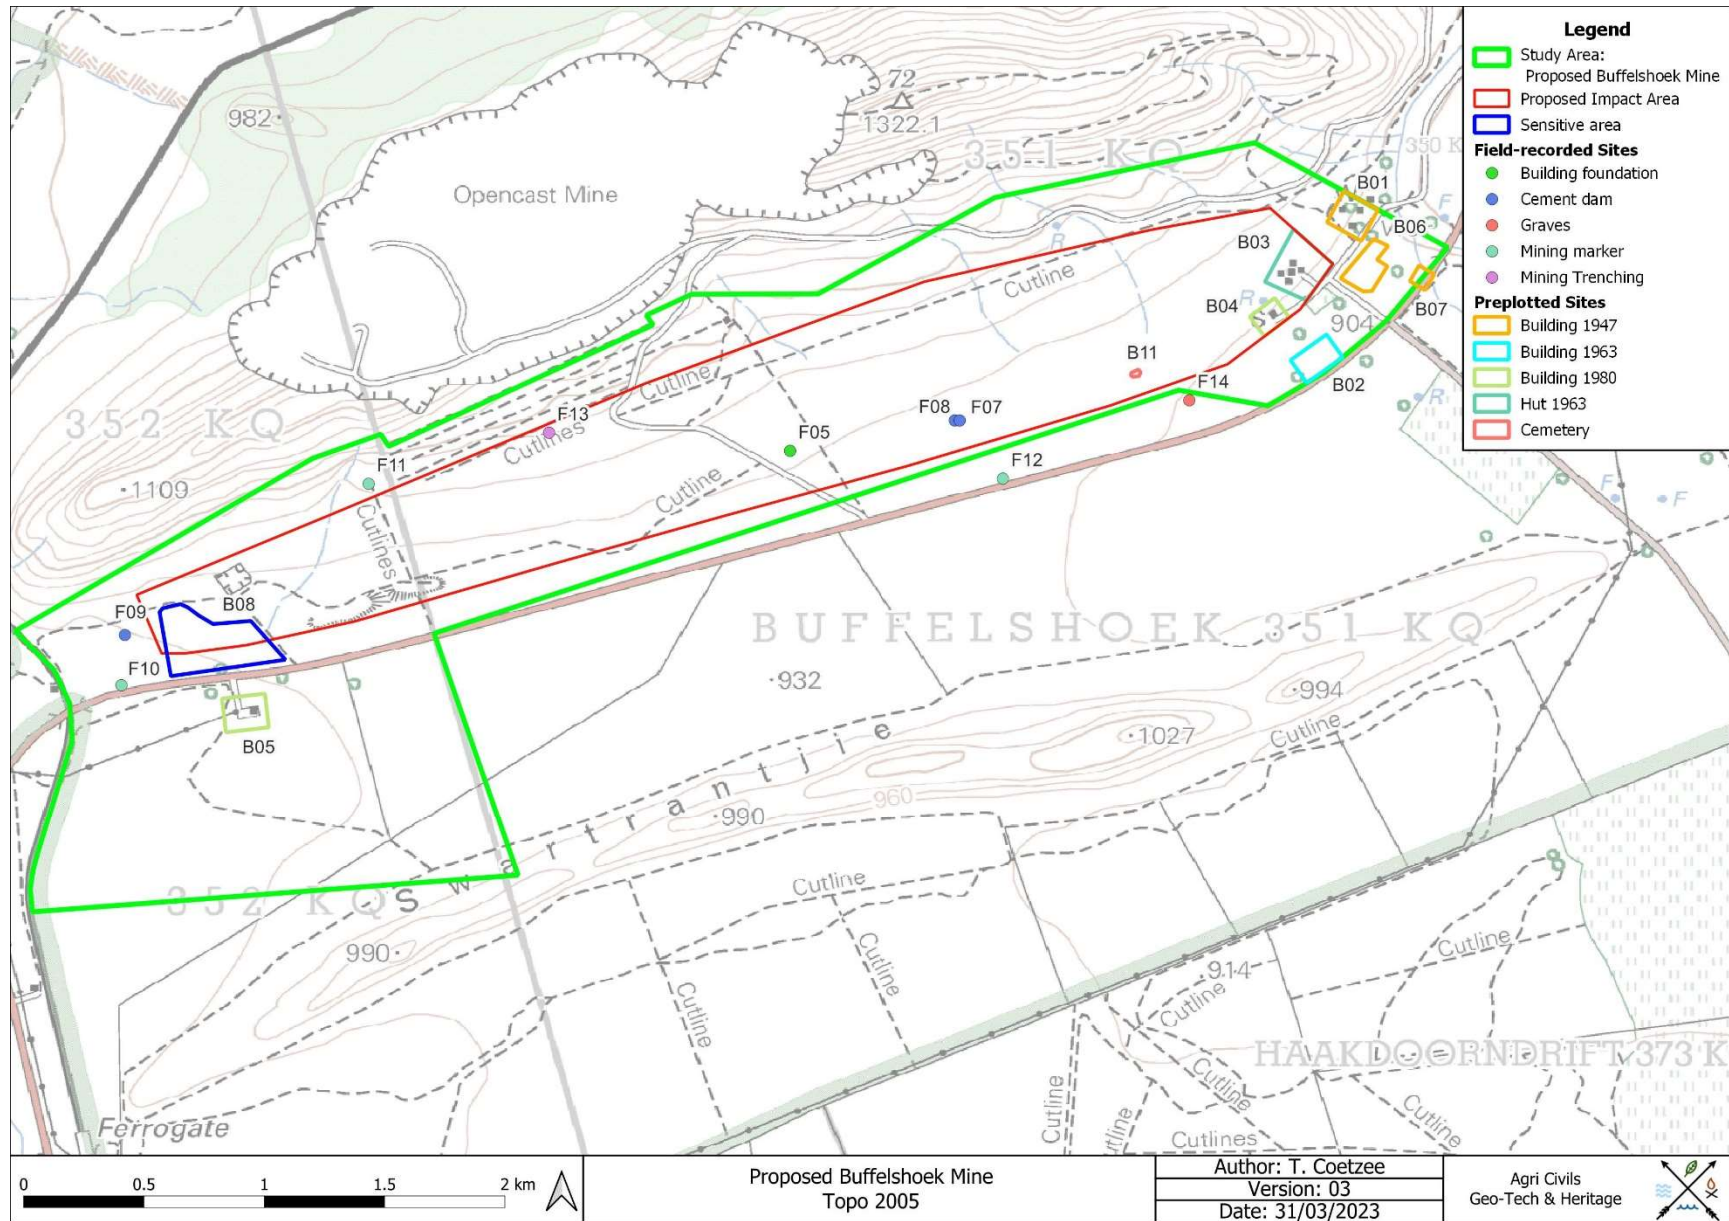 Legend
Study Area:
Proposed Buffelshoek Mine
Proposed Impact Area
Sensitive area
Field-recorded Sites
Building foundation
Cement dam
Graves
Mining marker
Mining Trenching
Preplotted Sites
Building 1947
Building 1963
Building 1980
Hut 1963
Cemetery
72
1322.1
982
Opencast Mine
351 KQ
350 K
B01
B06
F
B03
R
Cutline
B07
B04
R
904
S
B02
B11
R
F14
Cutline
F13
Cutlines
F08
F07
352 KQ
F05
F11
1109
F12
Cutline
Cutlines
F
F
B08
F09
BUFFELSHOEK 351 KQ
F10
932
994
B05
1027
Cutline
Swartrantjie
960
990
352 KQ
Cutline
990
Cutline
Cutline
914
Cutline
Cutline
HAAKDOORNDRIFT 373 K
Cutline
Cutline
Cutline
Cutlines
Ferrogate
0 0.5 1 1.5 2 km
Proposed Buffelshoek Mine
Topo 2005
Author: T. Coetzee
Version: 03
Date: 31/03/2023
Agri Civils
Geo-Tech & Heritage